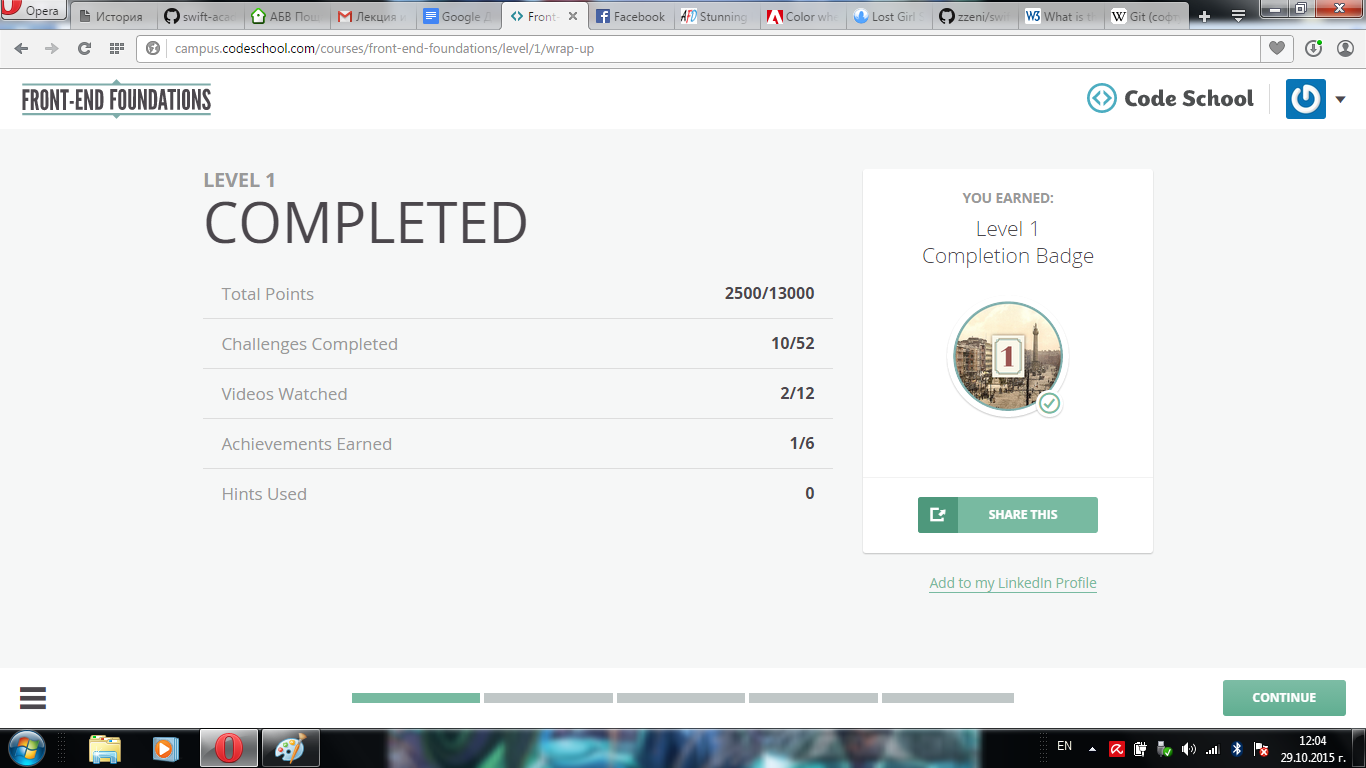 Opera
История
swift-acad
АБВ Пощ
Gmail Лекция и
Google Д
Front-
Facebook
Stunning
Color whe
Lost Girl S
zzeni/swif
What is th
Git (софту
campus.codeschool.com/courses/front-end-foundations/level/1/wrap-up
FRONT-END FOUNDATIONS
Code School
LEVEL 1
COMPLETED
Total Points 2500/13000
Challenges Completed 10/52
Videos Watched 2/12
Achievements Earned 1/6
Hints Used 0
YOU EARNED:
Level 1
Completion Badge
1
SHARE THIS
Add to my LinkedIn Profile
CONTINUE
EN
12:04
29.10.2015 г.